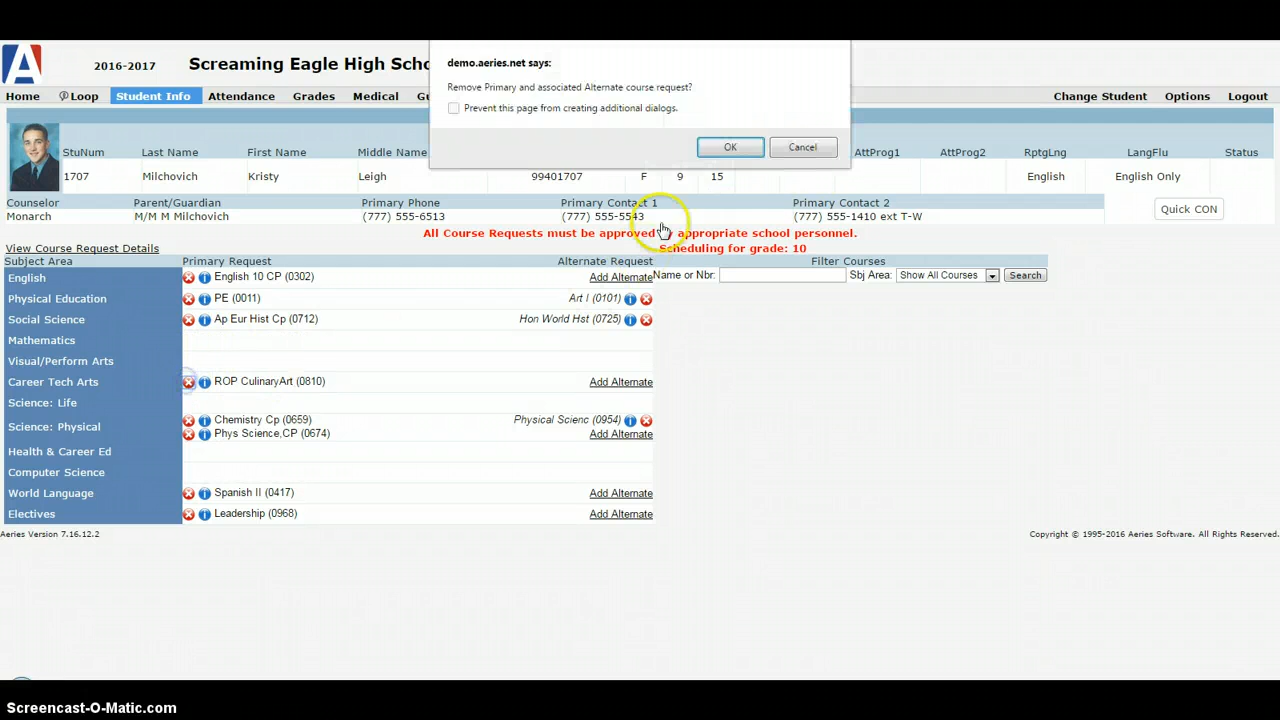 demo.aeries.net says:
Remove Primary and associated Alternate course request?
Prevent this page from creating additional dialogs.
OK Cancel
2016-2017 Screaming Eagle High Scho
Home Loop Student Info Attendance Grades Medical Gu Change Student Options Logout
StuNum Last Name First Name Middle Name AttProg1 AttProg2 RptgLng LangFlu Status
1707 Milchovich Kristy Leigh 99401707 F 9 15 English English Only
Counselor Parent/Guardian Primary Phone Primary Contact 1 Primary Contact 2
Monarch M/M M Milchovich (777) 555-6513 (777) 555-5543 (777) 555-1410 ext T-W Quick CON
All Course Requests must be approved by appropriate school personnel.
View Course Request Details Scheduling for grade: 10
Subject Area Primary Request Alternate Request Filter Courses
English English 10 CP (0302) Add Alternate Name or Nbr: Sbj Area: Show All Courses Search
Physical Education PE (0011) Art I (0101)
Social Science Ap Eur Hist Cp (0712) Hon World Hst (0725)
Mathematics
Visual/Perform Arts
Career Tech Arts ROP CulinaryArt (0810) Add Alternate
Science: Life
Science: Physical Chemistry Cp (0659) Physical Scienc (0954)
Phys Science,CP (0674) Add Alternate
Health & Career Ed
Computer Science
World Language Spanish II (0417) Add Alternate
Electives Leadership (0968) Add Alternate
Aeries Version 7.16.12.2 Copyright © 1995-2016 Aeries Software. All Rights Reserved.
Screencast-O-Matic.com